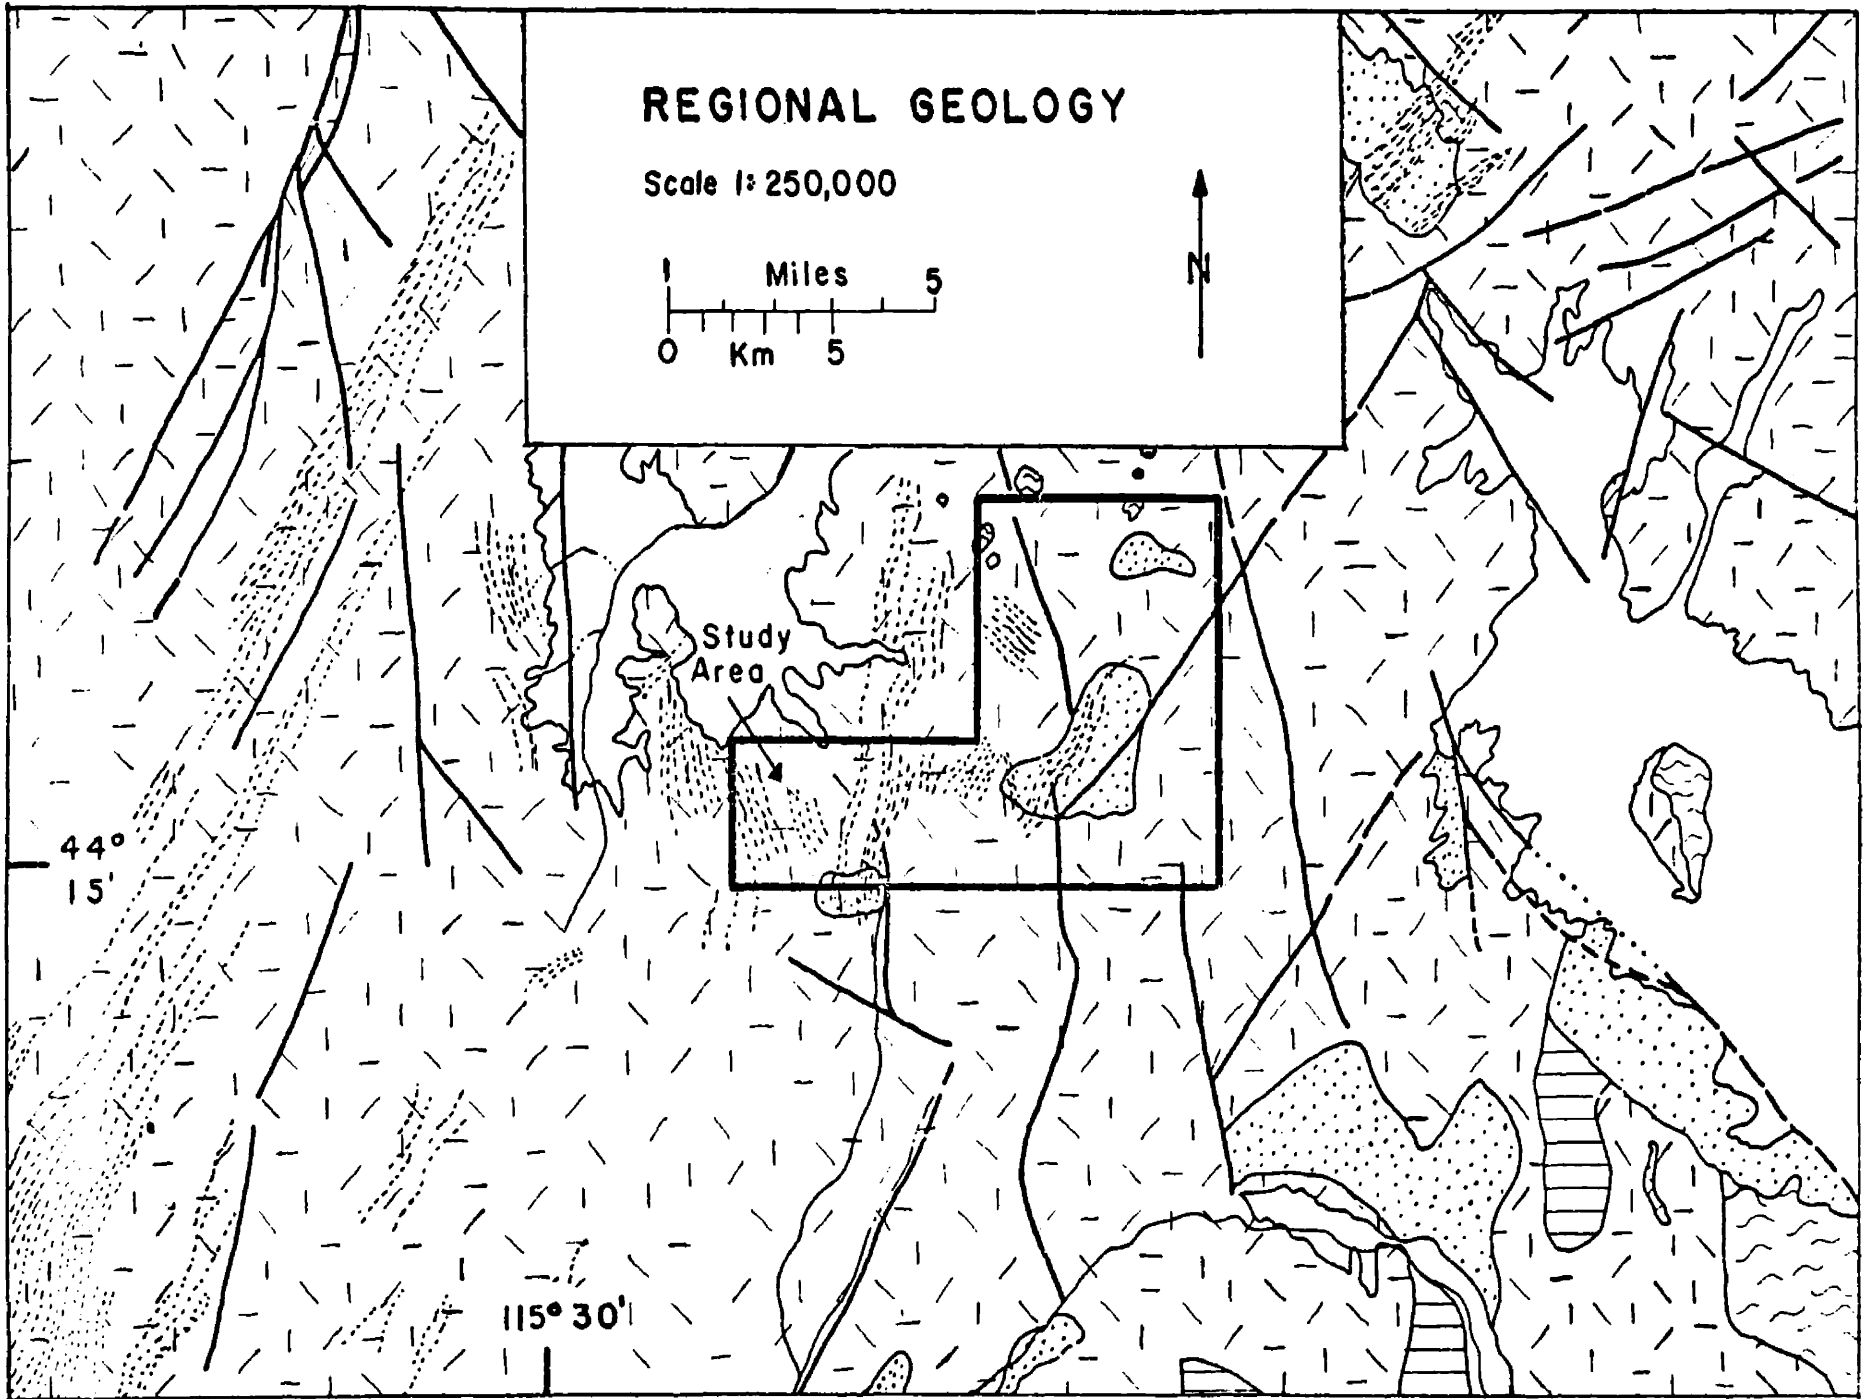 REGIONAL GEOLOGY
Scale 1:250,000
1 Miles 5
0 Km 5
N
Study
Area
44°
15'
115° 30'